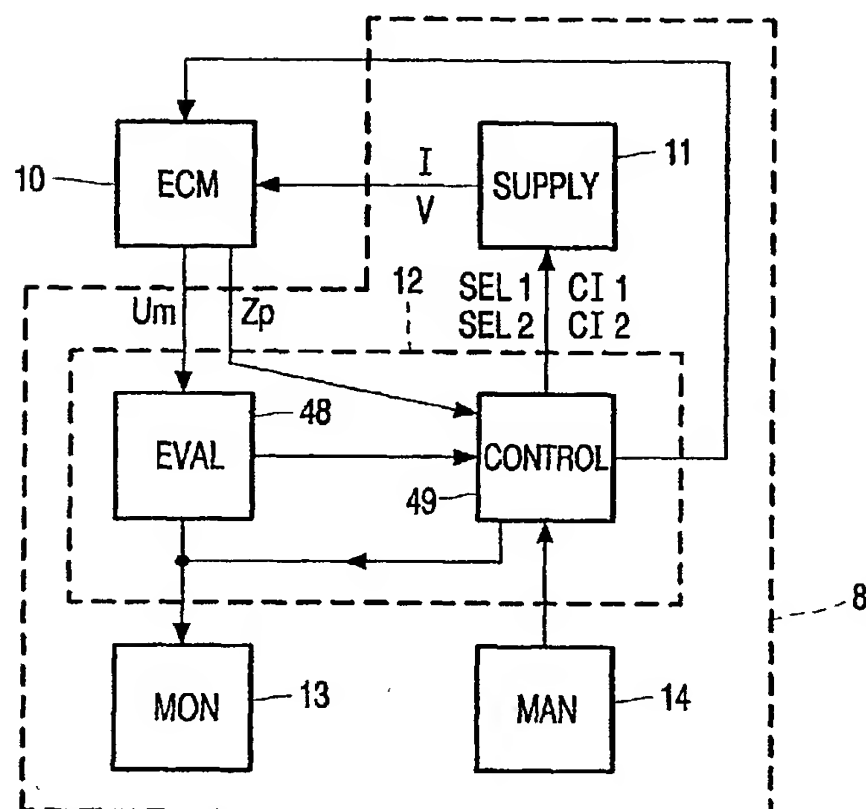 10
ECM
I
V
SUPPLY
11
Um
Zp
12
SEL 1
CI 1
SEL 2
CI 2
EVAL
48
49
CONTROL
MON
13
MAN
14
8